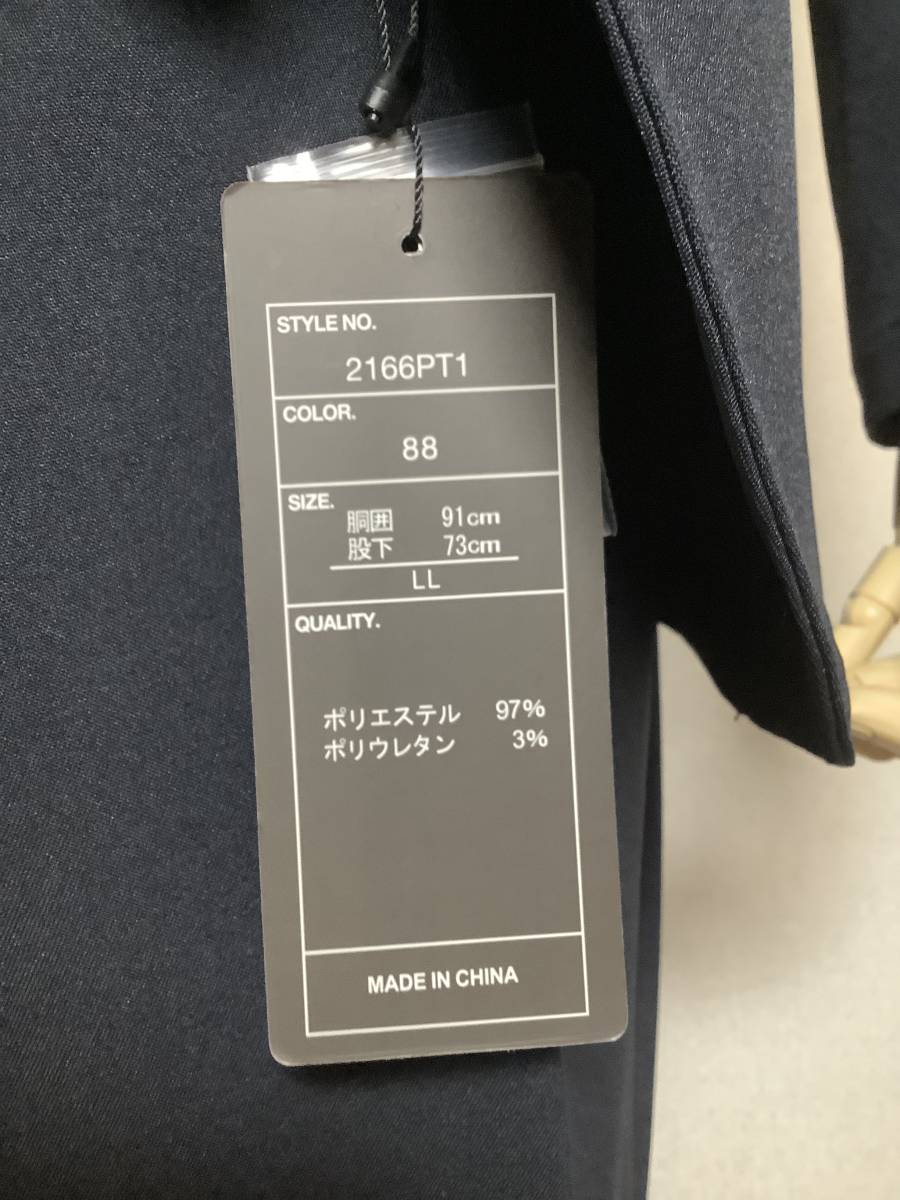 STYLE NO.
2166PT1
COLOR.
88
SIZE.
胴囲 91cm
股下 73cm
LL
QUALITY.
ポリエステル 97%
ポリウレタン 3%
MADE IN CHINA